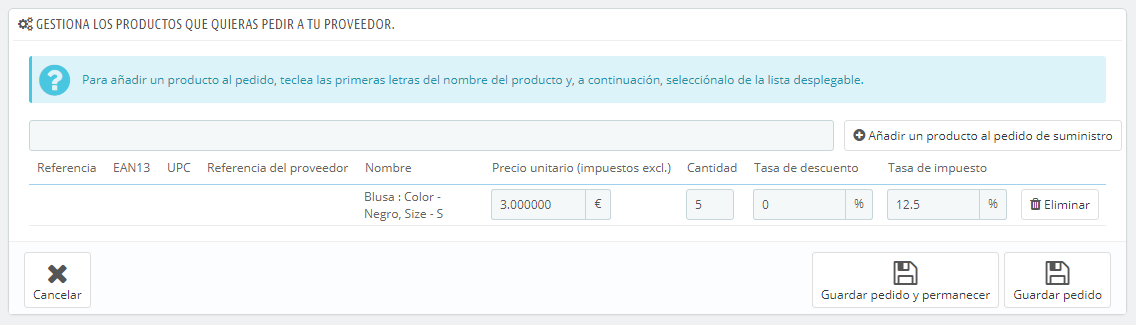 GESTIONA LOS PRODUCTOS QUE QUIERAS PEDIR A TU PROVEEDOR.
Para añadir un producto al pedido, teclea las primeras letras del nombre del producto y, a continuación, selecciónalo de la lista desplegable.
Añadir un producto al pedido de suministro
Referencia EAN13 UPC Referencia del proveedor Nombre Precio unitario (impuestos excl.) Cantidad Tasa de descuento Tasa de impuesto
Blusa : Color -
Negro, Size - S
3.000000 € 5 0 % 12.5 % Eliminar
Cancelar Guardar pedido y permanecer Guardar pedido